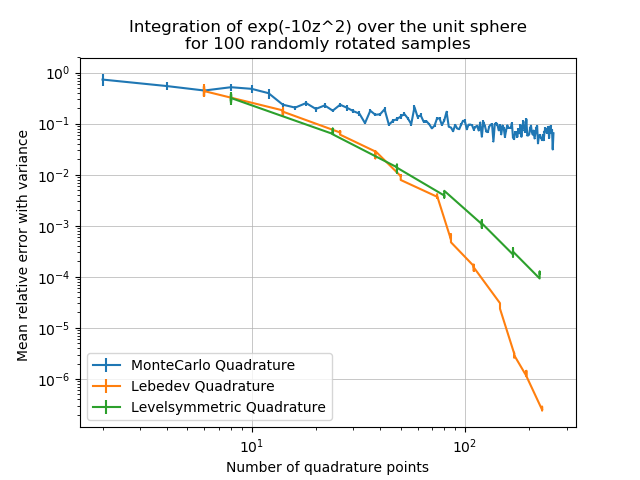 Integration of exp(-10z^2) over the unit sphere
for 100 randomly rotated samples
Mean relative error with variance
10^0
10^-1
10^-2
10^-3
10^-4
10^-5
10^-6
MonteCarlo Quadrature
Lebedev Quadrature
Levelsymmetric Quadrature
10^1
10^2
Number of quadrature points